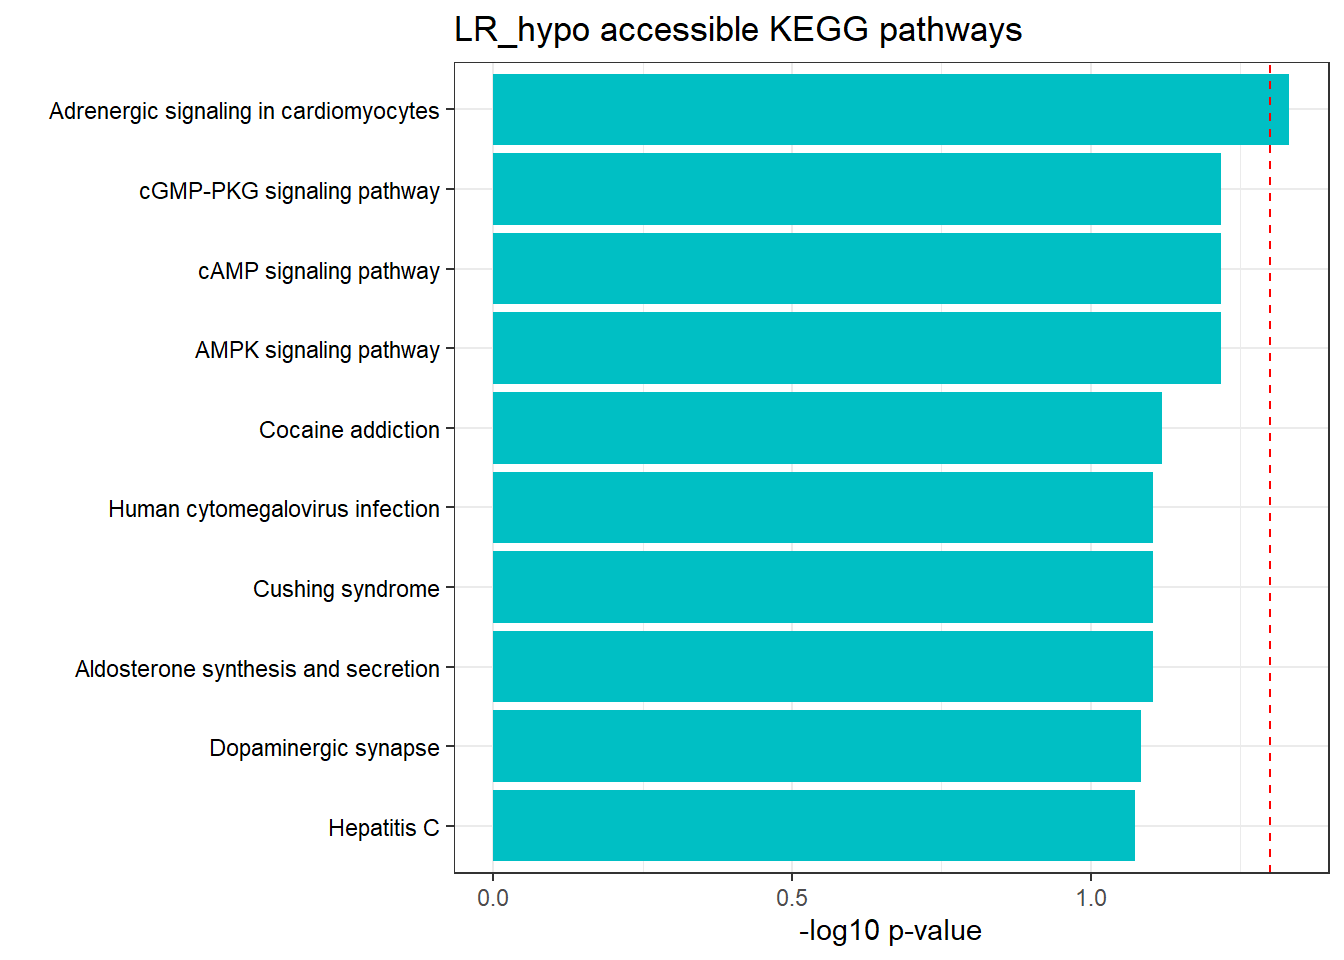 LR_hypo accessible KEGG pathways
Adrenergic signaling in cardiomyocytes
cGMP-PKG signaling pathway
cAMP signaling pathway
AMPK signaling pathway
Cocaine addiction
Human cytomegalovirus infection
Cushing syndrome
Aldosterone synthesis and secretion
Dopaminergic synapse
Hepatitis C
0.0 0.5 1.0
-log10 p-value